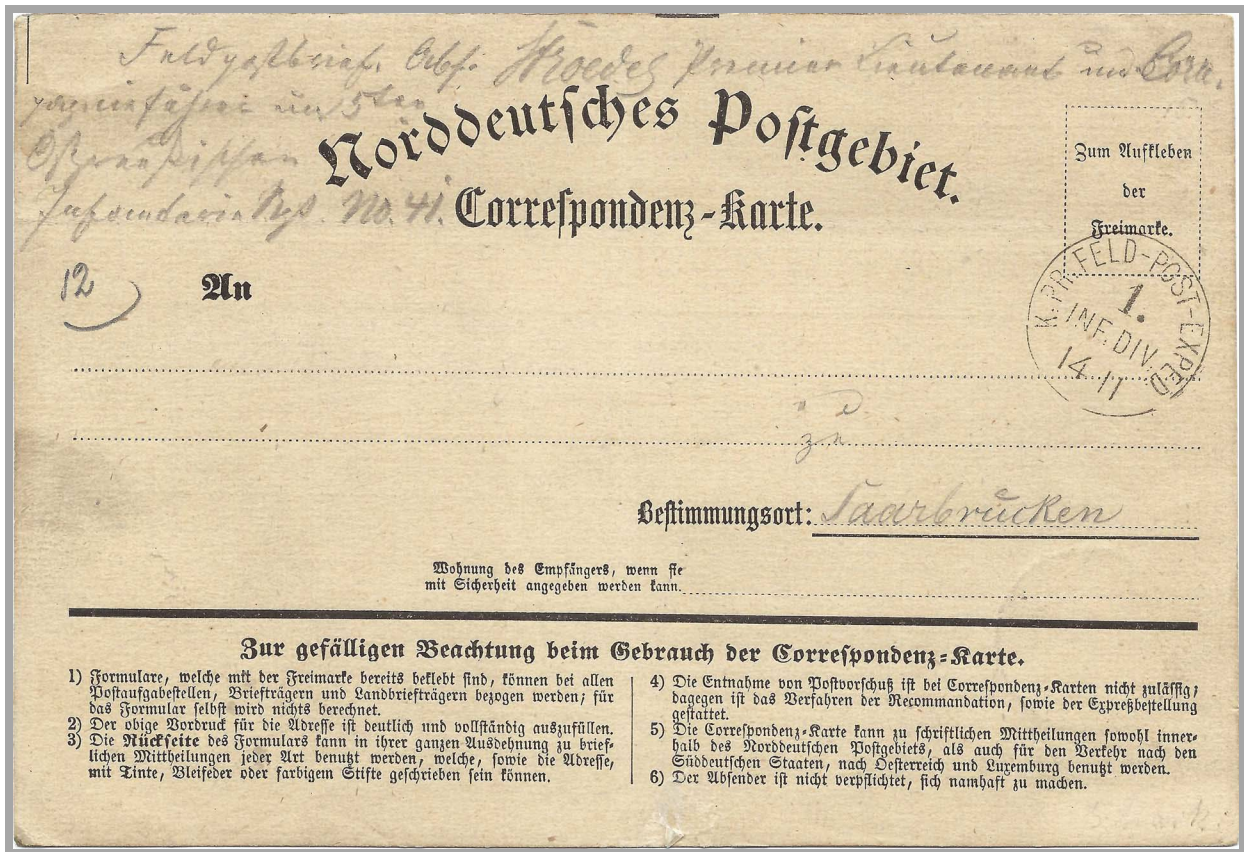 Feldpostbrief. Abs. Premier Lieutenant und Com-
pagnieführer im 5ten
Ostpreußischen
Infanterie Rgt. No. 41.
Norddeutsches Postgebiet.
Correspondenz-Karte.
Zum Aufkleben
der
Freimarke.
12
An
K. PR. FELD-POST-EXPED
1.
INF. DIV.
14 11
zu
Bestimmungsort: Saarbrücken
Wohnung des Empfängers, wenn sie
mit Sicherheit angegeben werden kann.
Zur gefälligen Beachtung beim Gebrauch der Correspondenz-Karte.
1) Formulare, welche mit der Freimarke bereits beklebt sind, können bei allen
Postaufgabestellen, Briefträgern und Landbriefträgern bezogen werden; für
das Formular selbst wird nichts berechnet.
2) Der obige Vordruck für die Adresse ist deutlich und vollständig auszufüllen.
3) Die Rückseite des Formulars kann in ihrer ganzen Ausdehnung zu brief-
lichen Mittheilungen jeder Art benutzt werden, welche, sowie die Adresse,
mit Tinte, Bleifeder oder farbigem Stifte geschrieben sein können.
4) Die Entnahme von Postvorschuß ist bei Correspondenz-Karten nicht zulässig;
dagegen ist das Verfahren der Recommandation, sowie der Expreßbestellung
gestattet.
5) Die Correspondenz-Karte kann zu schriftlichen Mittheilungen sowohl inner-
halb des Norddeutschen Postgebiets, als auch für den Verkehr nach den
Süddeutschen Staaten, nach Oesterreich und Luxemburg benutzt werden.
6) Der Absender ist nicht verpflichtet, sich namhaft zu machen.